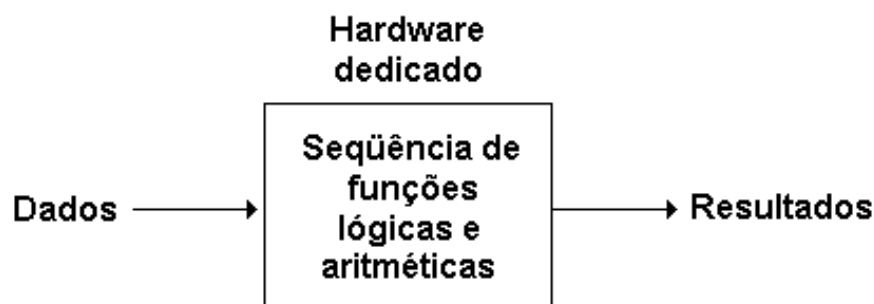 Hardware
dedicado
Seqüência de
funções
lógicas e
aritméticas
Dados
Resultados